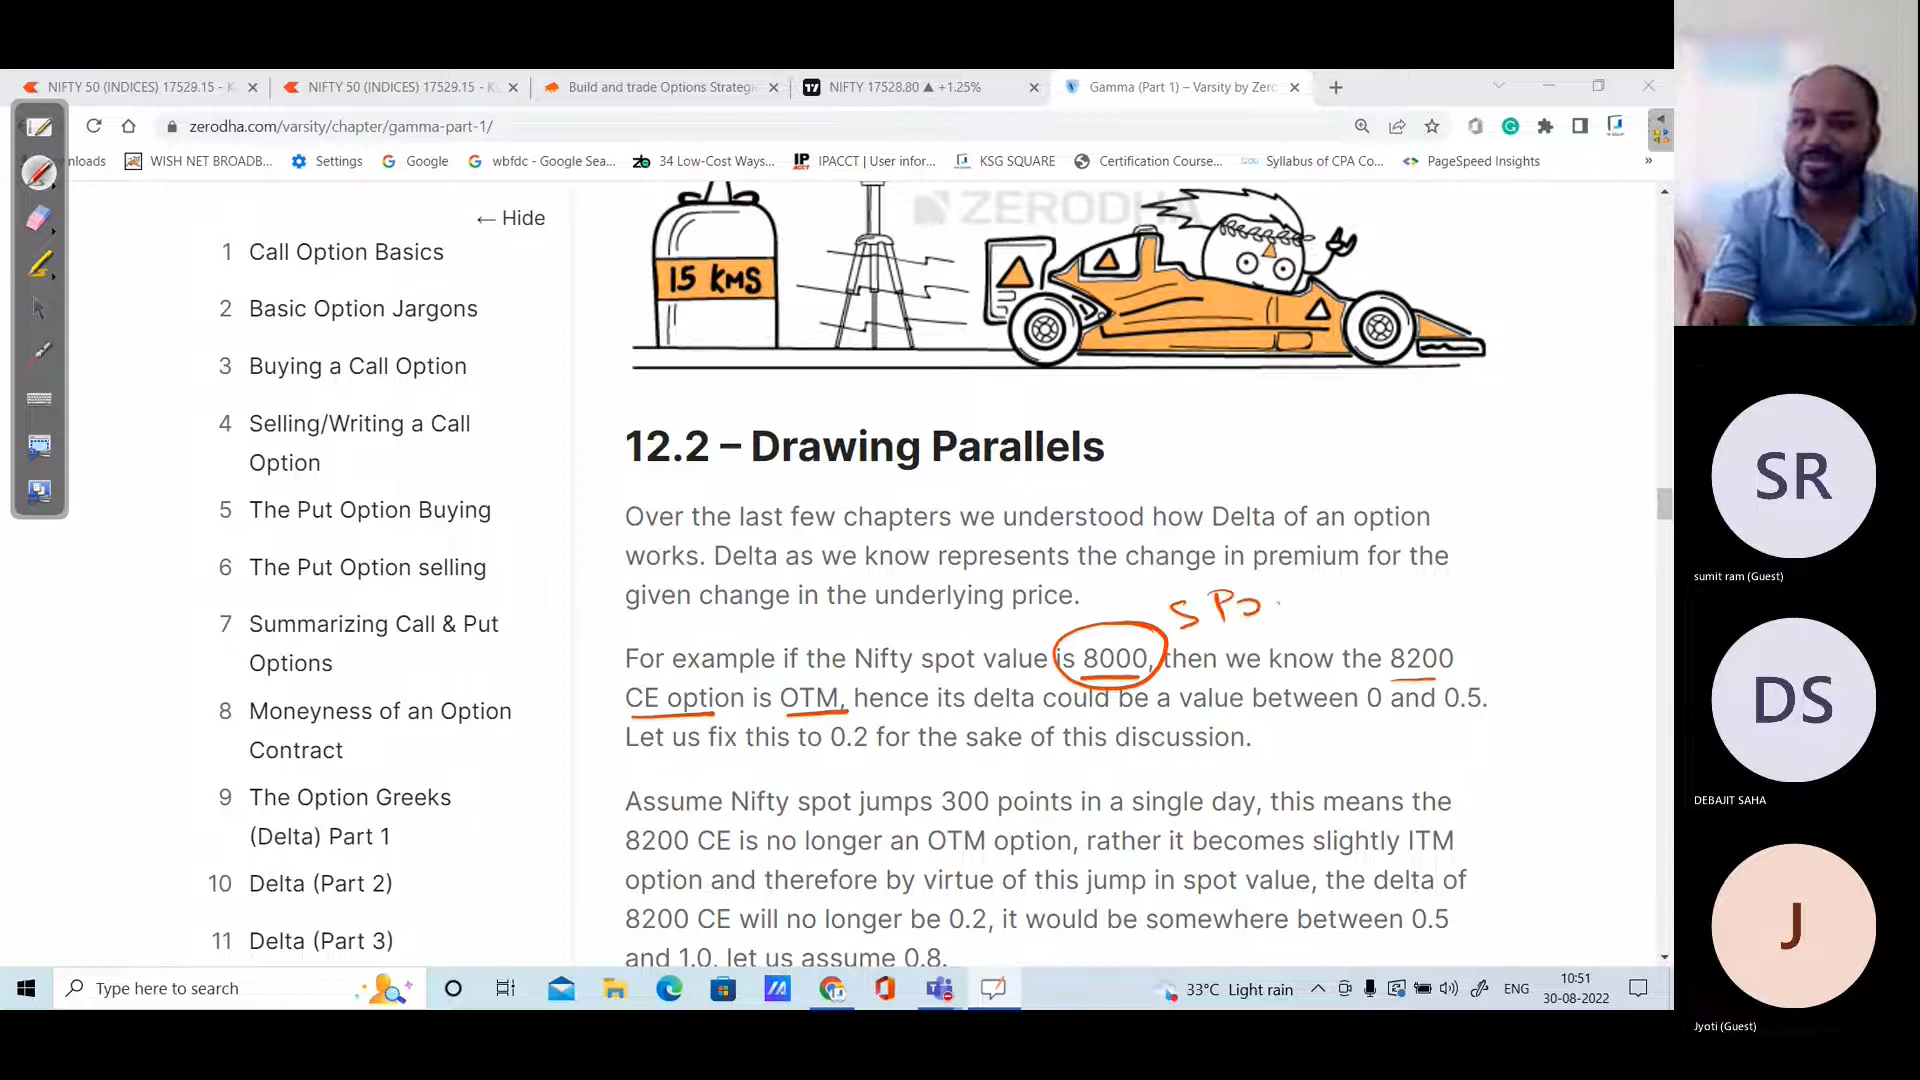 NIFTY 50 (INDICES) 17529.15 - K
NIFTY 50 (INDICES) 17529.15 - K
Build and trade Options Strategi
NIFTY 17528.80 ▲ +1.25%
Gamma (Part 1) – Varsity by Zerc
zerodha.com/varsity/chapter/gamma-part-1/
WISH NET BROADB...
Settings
Google
wbfdc - Google Sea...
34 Low-Cost Ways...
IPACCT | User infor...
KSG SQUARE
Certification Course...
Syllabus of CPA Co...
PageSpeed Insights
»
← Hide
1 Call Option Basics
2 Basic Option Jargons
3 Buying a Call Option
4 Selling/Writing a Call
Option
5 The Put Option Buying
6 The Put Option selling
7 Summarizing Call & Put
Options
8 Moneyness of an Option
Contract
9 The Option Greeks
(Delta) Part 1
10 Delta (Part 2)
11 Delta (Part 3)
ZERODHA
15 KMS
12.2 – Drawing Parallels
Over the last few chapters we understood how Delta of an option
works. Delta as we know represents the change in premium for the
given change in the underlying price.
For example if the Nifty spot value is 8000, then we know the 8200
CE option is OTM, hence its delta could be a value between 0 and 0.5.
Let us fix this to 0.2 for the sake of this discussion.
Assume Nifty spot jumps 300 points in a single day, this means the
8200 CE is no longer an OTM option, rather it becomes slightly ITM
option and therefore by virtue of this jump in spot value, the delta of
8200 CE will no longer be 0.2, it would be somewhere between 0.5
and 1.0, let us assume 0.8.
Type here to search
33°C Light rain
ENG
10:51
30-08-2022
SR
sumit ram (Guest)
DS
DEBAJIT SAHA
J
Jyoti (Guest)